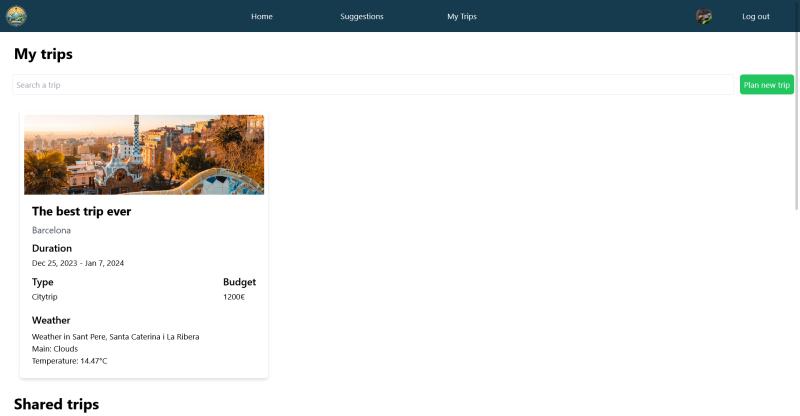 Home
Suggestions
My Trips
Log out
My trips
Search a trip
Plan new trip
The best trip ever
Barcelona
Duration
Dec 25, 2023 - Jan 7, 2024
Type
Budget
Citytrip
1200€
Weather
Weather in Sant Pere, Santa Caterina i La Ribera
Main: Clouds
Temperature: 14.47°C
Shared trips